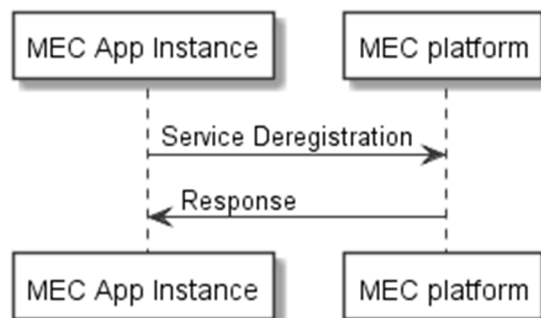 MEC App Instance
MEC platform
Service Deregistration
Response
MEC App Instance
MEC platform